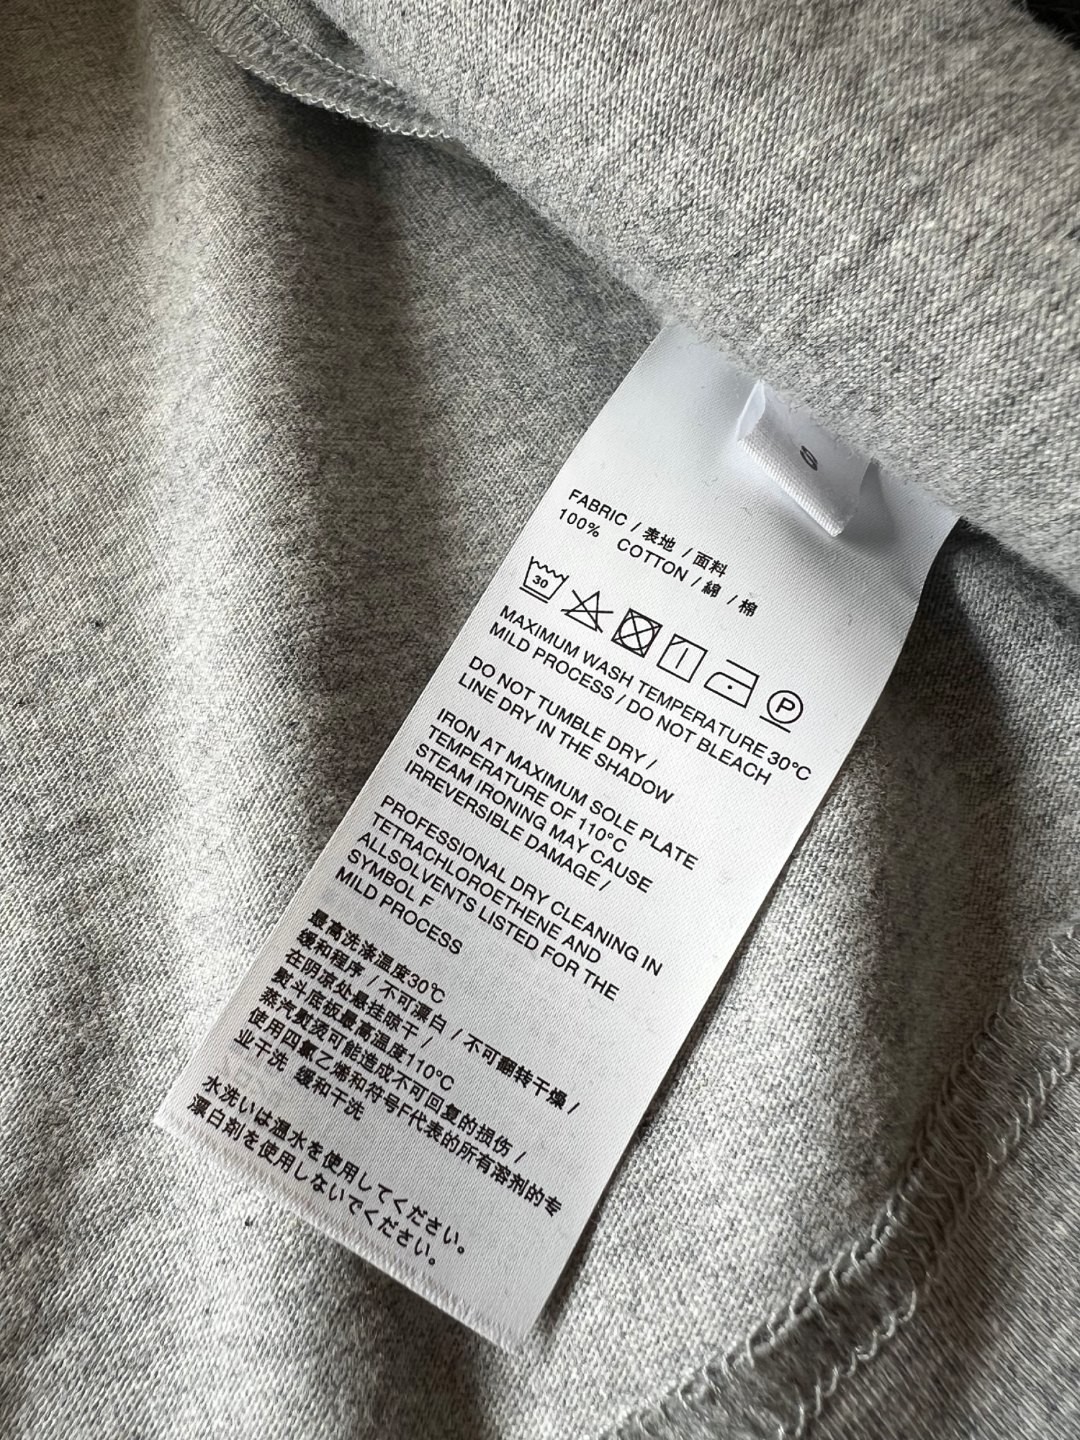 S
FABRIC / 表地 / 面料
100% COTTON / 綿 / 棉
30
P
MAXIMUM WASH TEMPERATURE 30°C
MILD PROCESS / DO NOT BLEACH
DO NOT TUMBLE DRY /
LINE DRY IN THE SHADOW
IRON AT MAXIMUM SOLE PLATE
TEMPERATURE OF 110°C
STEAM IRONING MAY CAUSE
IRREVERSIBLE DAMAGE /
PROFESSIONAL DRY CLEANING IN
TETRACHLOROETHENE AND
ALLSOLVENTS LISTED FOR THE
SYMBOL F
MILD PROCESS
最高洗涤温度30℃
缓和程序 / 不可漂白 / 不可翻转干燥 /
在阴凉处悬挂晾干 /
熨斗底板最高温度110℃
蒸汽熨烫可能造成不可回复的损伤 /
使用四氯乙烯和符号F代表的所有溶剂的专
业干洗 缓和干洗
水洗いは温水を使用してください。
漂白剤を使用しないでください。